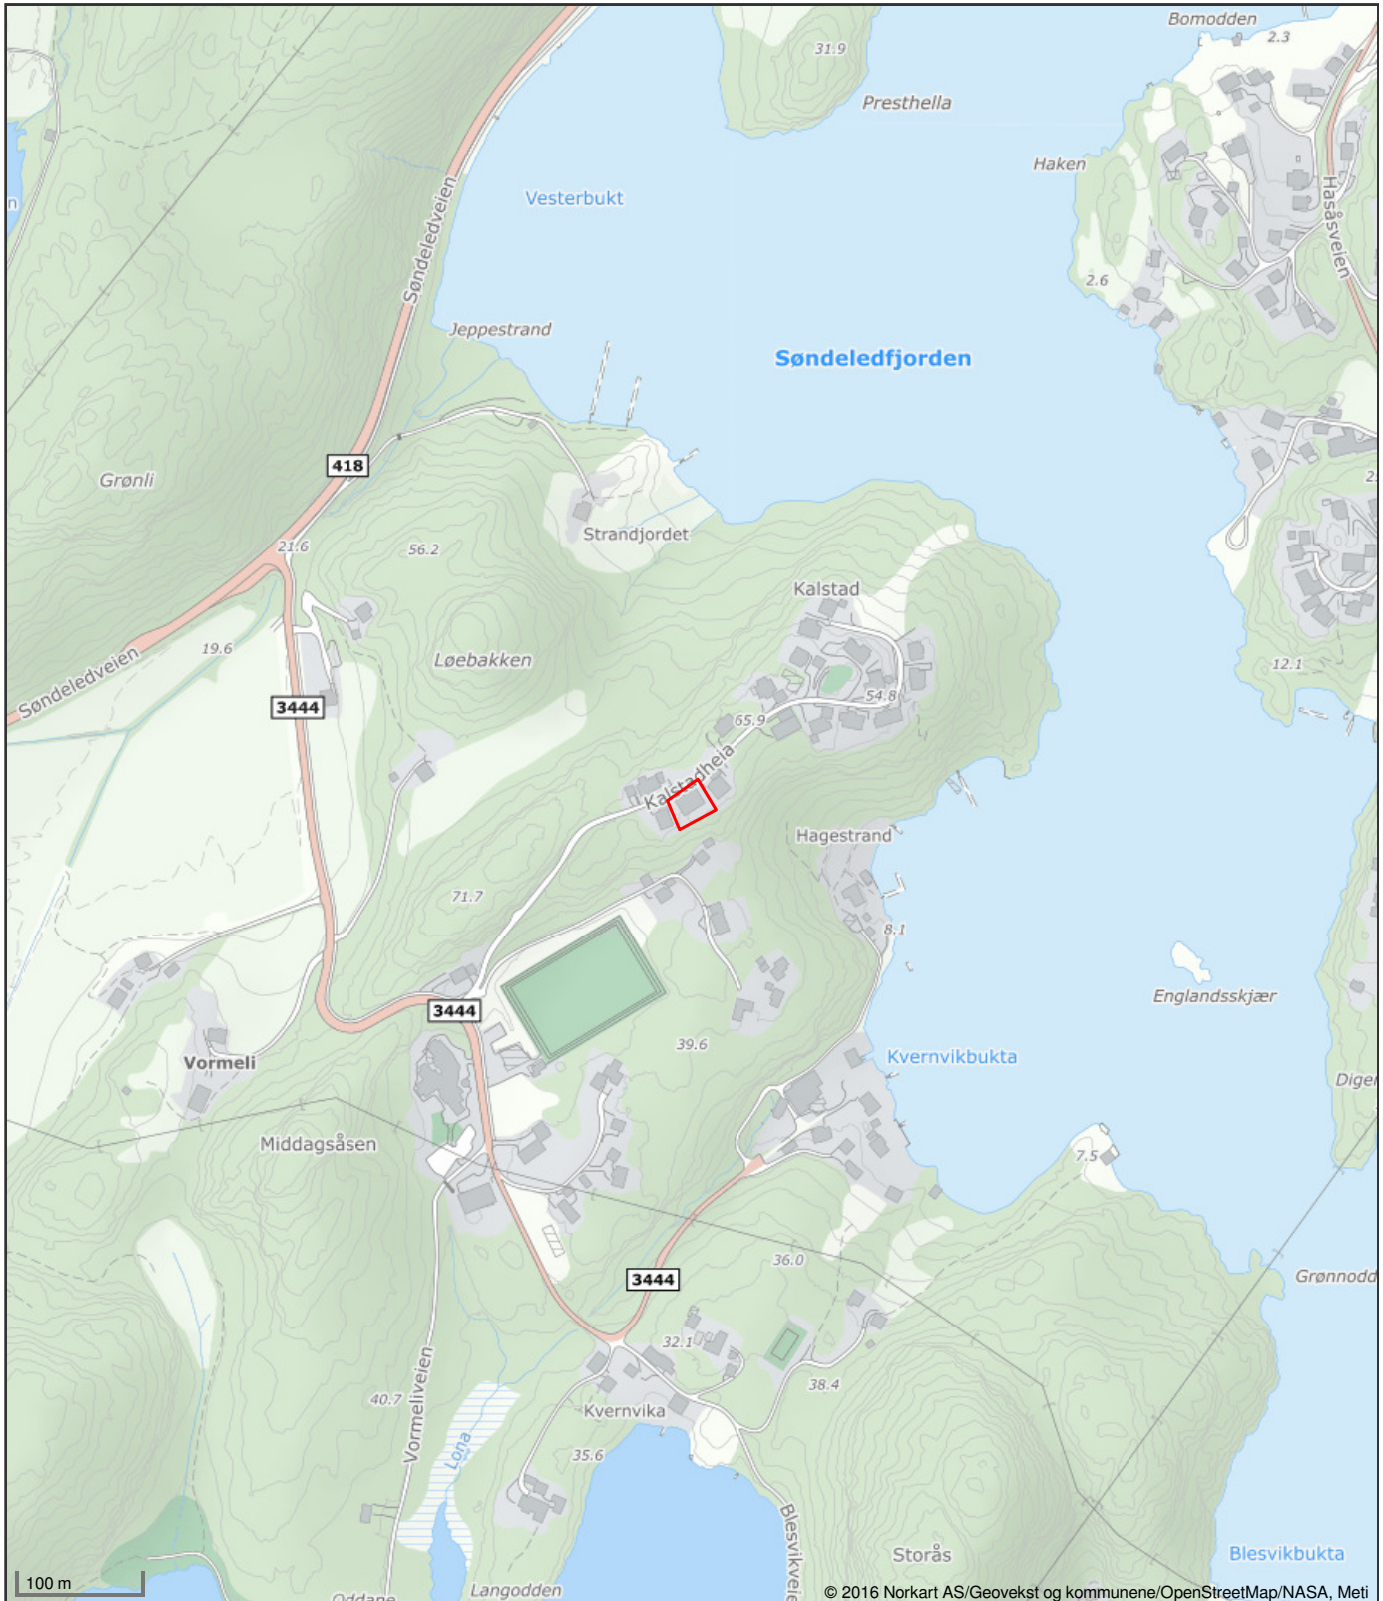 Bomodden
2.3
31.9
Presthella
Haken
Vesterbukt
Hasåsveien
Søndeledveien
2.6
Jeppestrand
Søndeledfjorden
418
Grønli
Strandjordet
21.6
56.2
Kalstad
19.6
Løebakken
12.1
Søndeledveien
54.8
3444
65.9
Kalstadheia
Hagestrand
71.7
8.1
Englandsskjær
3444
39.6
Kvernvikbukta
Vormeli
Middagsåsen
7.5
36.0
3444
Grønnodd
32.1
38.4
40.7
Vormeliveien
Kvernvika
Lona
35.6
Storås
Blesvikbukta
100 m
Langodden
© 2016 Norkart AS/Geovekst og kommunene/OpenStreetMap/NASA, Meti